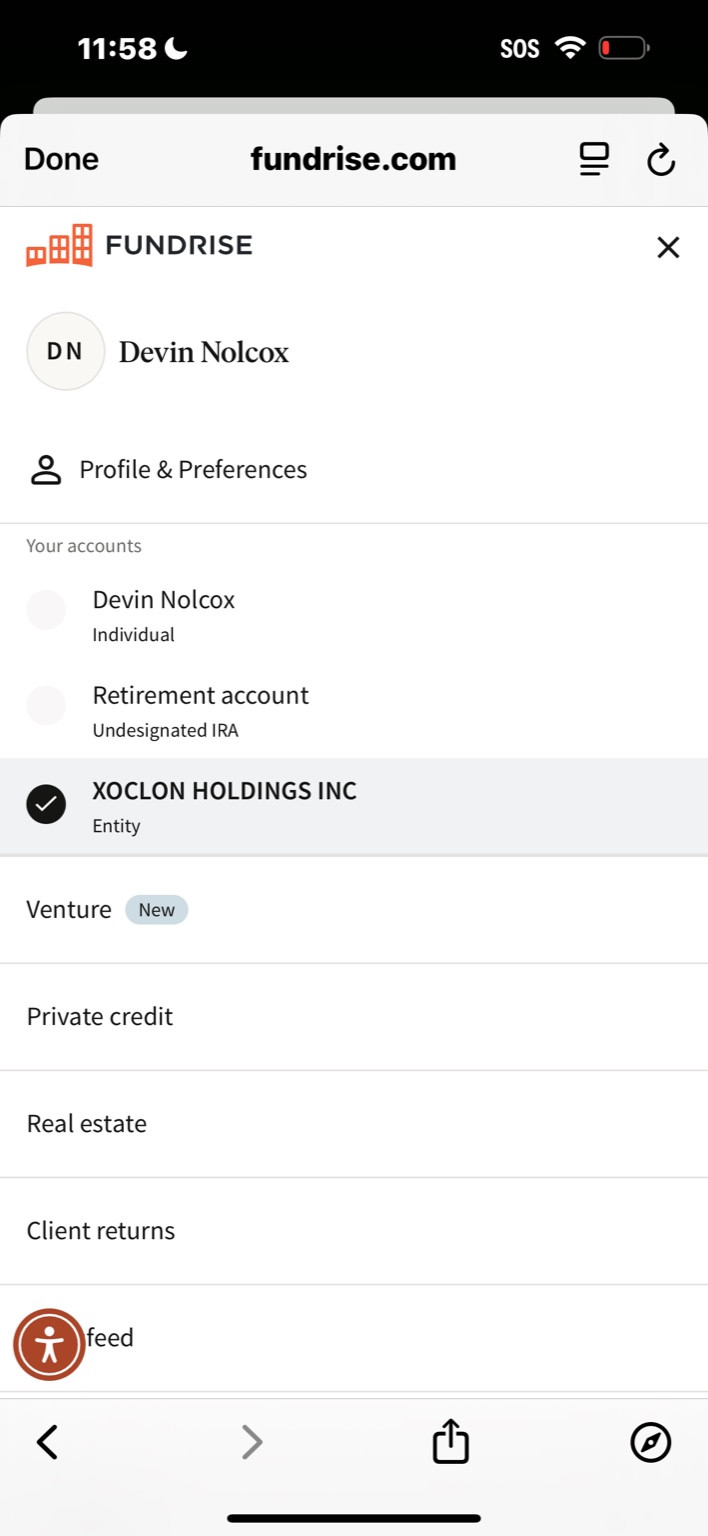 11:58
SOS
Done
fundrise.com
FUNDRISE
DN
Devin Nolcox
Profile & Preferences
Your accounts
Devin Nolcox
Individual
Retirement account
Undesignated IRA
XOCLON HOLDINGS INC
Entity
Venture New
Private credit
Real estate
Client returns
feed